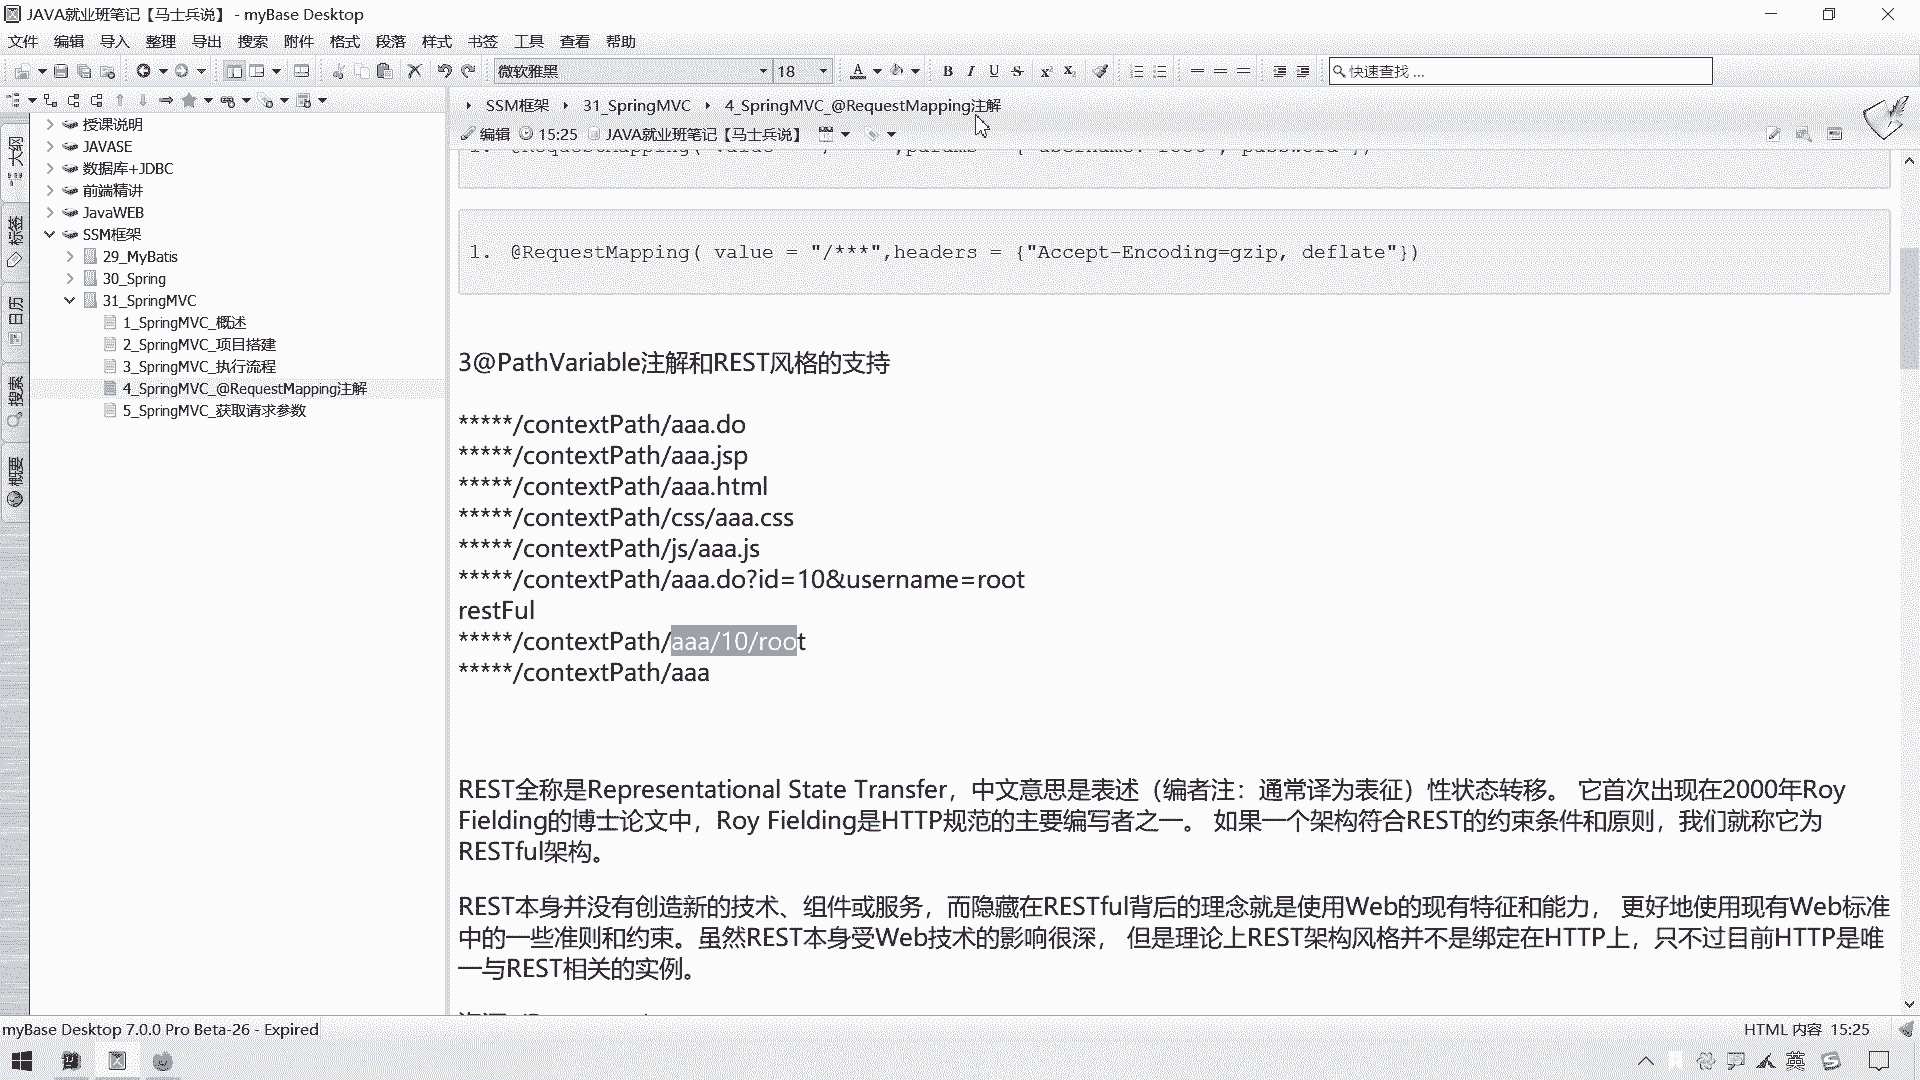 JAVA就业班笔记【马士兵说】 - myBase Desktop
文件 编辑 导入 整理 导出 搜索 附件 格式 段落 样式 书签 工具 查看 帮助
微软雅黑 18 快速查找 ...
SSM框架 31_SpringMVC 4_SpringMVC_@RequestMapping注解
编辑 15:25 JAVA就业班笔记【马士兵说】
大纲
标签
日历
搜索
概要
授课说明
JAVASE
数据库+JDBC
前端精讲
JavaWEB
SSM框架
29_MyBatis
30_Spring
31_SpringMVC
1_SpringMVC_概述
2_SpringMVC_项目搭建
3_SpringMVC_执行流程
4_SpringMVC_@RequestMapping注解
5_SpringMVC_获取请求参数
1. @RequestMapping( value = "/***",headers = {"Accept-Encoding=gzip, deflate"})
3@PathVariable注解和REST风格的支持
*****/contextPath/aaa.do
*****/contextPath/aaa.jsp
*****/contextPath/aaa.html
*****/contextPath/css/aaa.css
*****/contextPath/js/aaa.js
*****/contextPath/aaa.do?id=10&username=root
restFul
*****/contextPath/aaa/10/root
*****/contextPath/aaa
REST全称是Representational State Transfer，中文意思是表述（编者注：通常译为表征）性状态转移。 它首次出现在2000年Roy
Fielding的博士论文中，Roy Fielding是HTTP规范的主要编写者之一。 如果一个架构符合REST的约束条件和原则，我们就称它为
RESTful架构。
REST本身并没有创造新的技术、组件或服务，而隐藏在RESTful背后的理念就是使用Web的现有特征和能力， 更好地使用现有Web标准
中的一些准则和约束。虽然REST本身受Web技术的影响很深， 但是理论上REST架构风格并不是绑定在HTTP上，只不过目前HTTP是唯
一与REST相关的实例。
myBase Desktop 7.0.0 Pro Beta-26 - Expired
HTML 内容 15:25
英